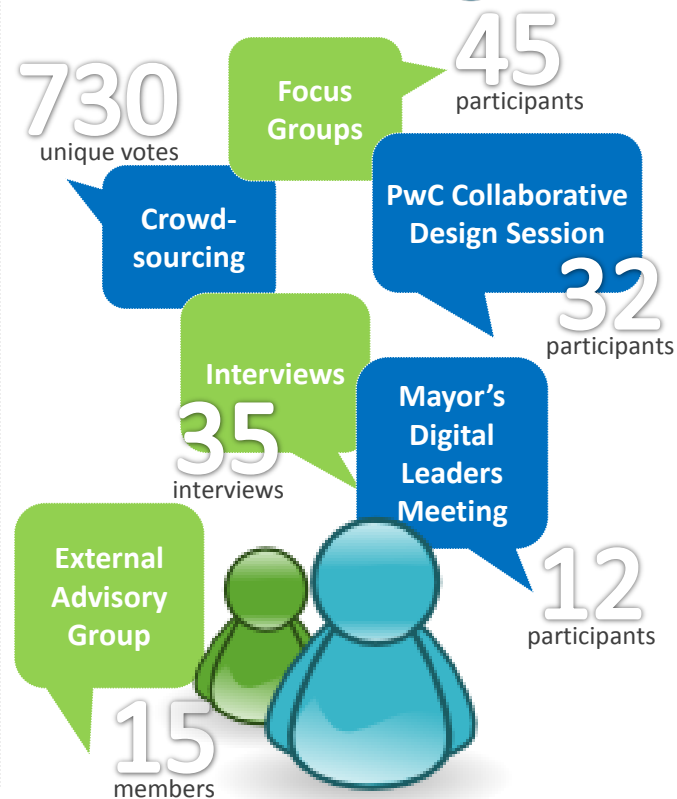 45
participants
Focus
Groups
730
unique votes
Crowd-
sourcing
PwC Collaborative
Design Session
32
participants
Interviews
35
interviews
Mayor's
Digital
Leaders
Meeting
12
participants
External
Advisory
Group
15
members